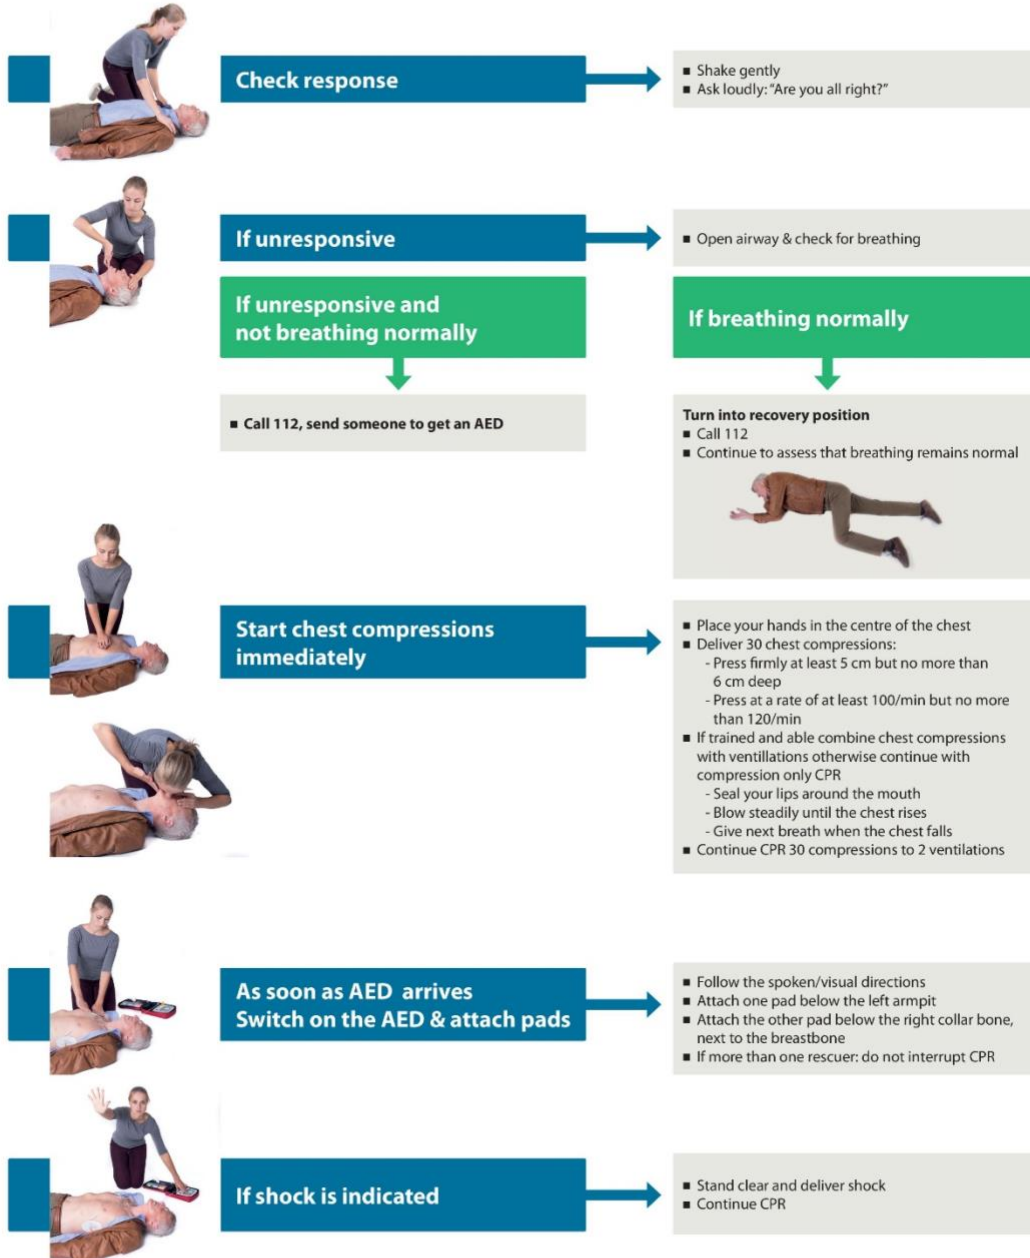 Check response
■ Shake gently
■ Ask loudly: “Are you all right?”
If unresponsive
■ Open airway & check for breathing
If unresponsive and
not breathing normally
■ Call 112, send someone to get an AED
If breathing normally
Turn into recovery position
■ Call 112
■ Continue to assess that breathing remains normal
Start chest compressions
immediately
■ Place your hands in the centre of the chest
■ Deliver 30 chest compressions:
- Press firmly at least 5 cm but no more than
6 cm deep
- Press at a rate of at least 100/min but no more
than 120/min
■ If trained and able combine chest compressions
with ventillations otherwise continue with
compression only CPR
- Seal your lips around the mouth
- Blow steadily until the chest rises
- Give next breath when the chest falls
■ Continue CPR 30 compressions to 2 ventilations
As soon as AED arrives
Switch on the AED & attach pads
■ Follow the spoken/visual directions
■ Attach one pad below the left armpit
■ Attach the other pad below the right collar bone,
next to the breastbone
■ If more than one rescuer: do not interrupt CPR
If shock is indicated
■ Stand clear and deliver shock
■ Continue CPR